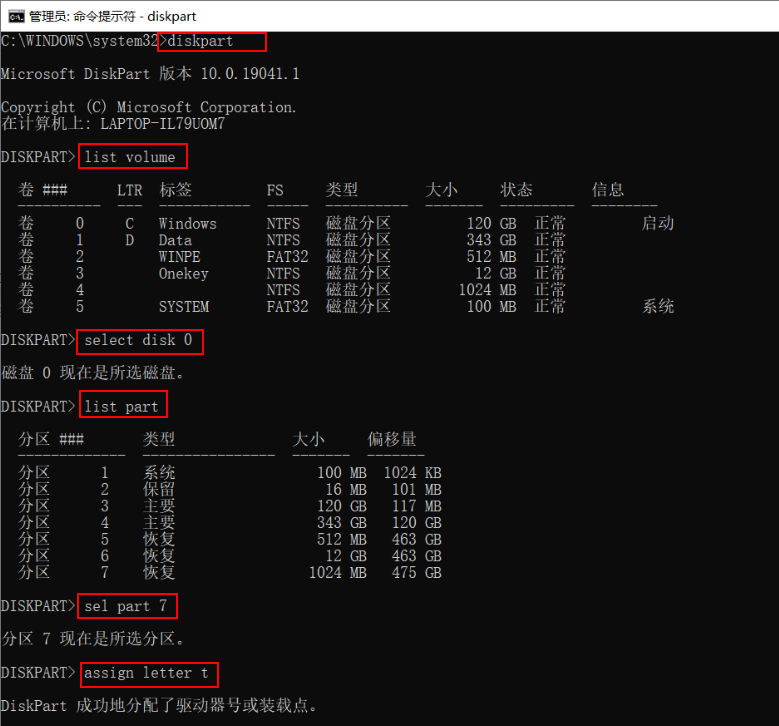 管理员: 命令提示符 - diskpart
C:\WINDOWS\system32>diskpart
Microsoft DiskPart 版本 10.0.19041.1
Copyright (C) Microsoft Corporation.
在计算机上: LAPTOP-IL79UOM7
DISKPART> list volume
卷 ### LTR 标签 FS 类型 大小 状态 信息
---------- --- ----------- ----- ---------- ------- --------- --------
卷 0 C Windows NTFS 磁盘分区 120 GB 正常 启动
卷 1 D Data NTFS 磁盘分区 343 GB 正常
卷 2 WINPE FAT32 磁盘分区 512 MB 正常
卷 3 Onekey NTFS 磁盘分区 12 GB 正常
卷 4 NTFS 磁盘分区 1024 MB 正常
卷 5 SYSTEM FAT32 磁盘分区 100 MB 正常 系统
DISKPART> select disk 0
磁盘 0 现在是所选磁盘。
DISKPART> list part
分区 ### 类型 大小 偏移量
------------- ---------------- ------- -------
分区 1 系统 100 MB 1024 KB
分区 2 保留 16 MB 101 MB
分区 3 主要 120 GB 117 MB
分区 4 主要 343 GB 120 GB
分区 5 恢复 512 MB 463 GB
分区 6 恢复 12 GB 463 GB
分区 7 恢复 1024 MB 475 GB
DISKPART> sel part 7
分区 7 现在是所选分区。
DISKPART> assign letter t
DiskPart 成功地分配了驱动器号或装载点。